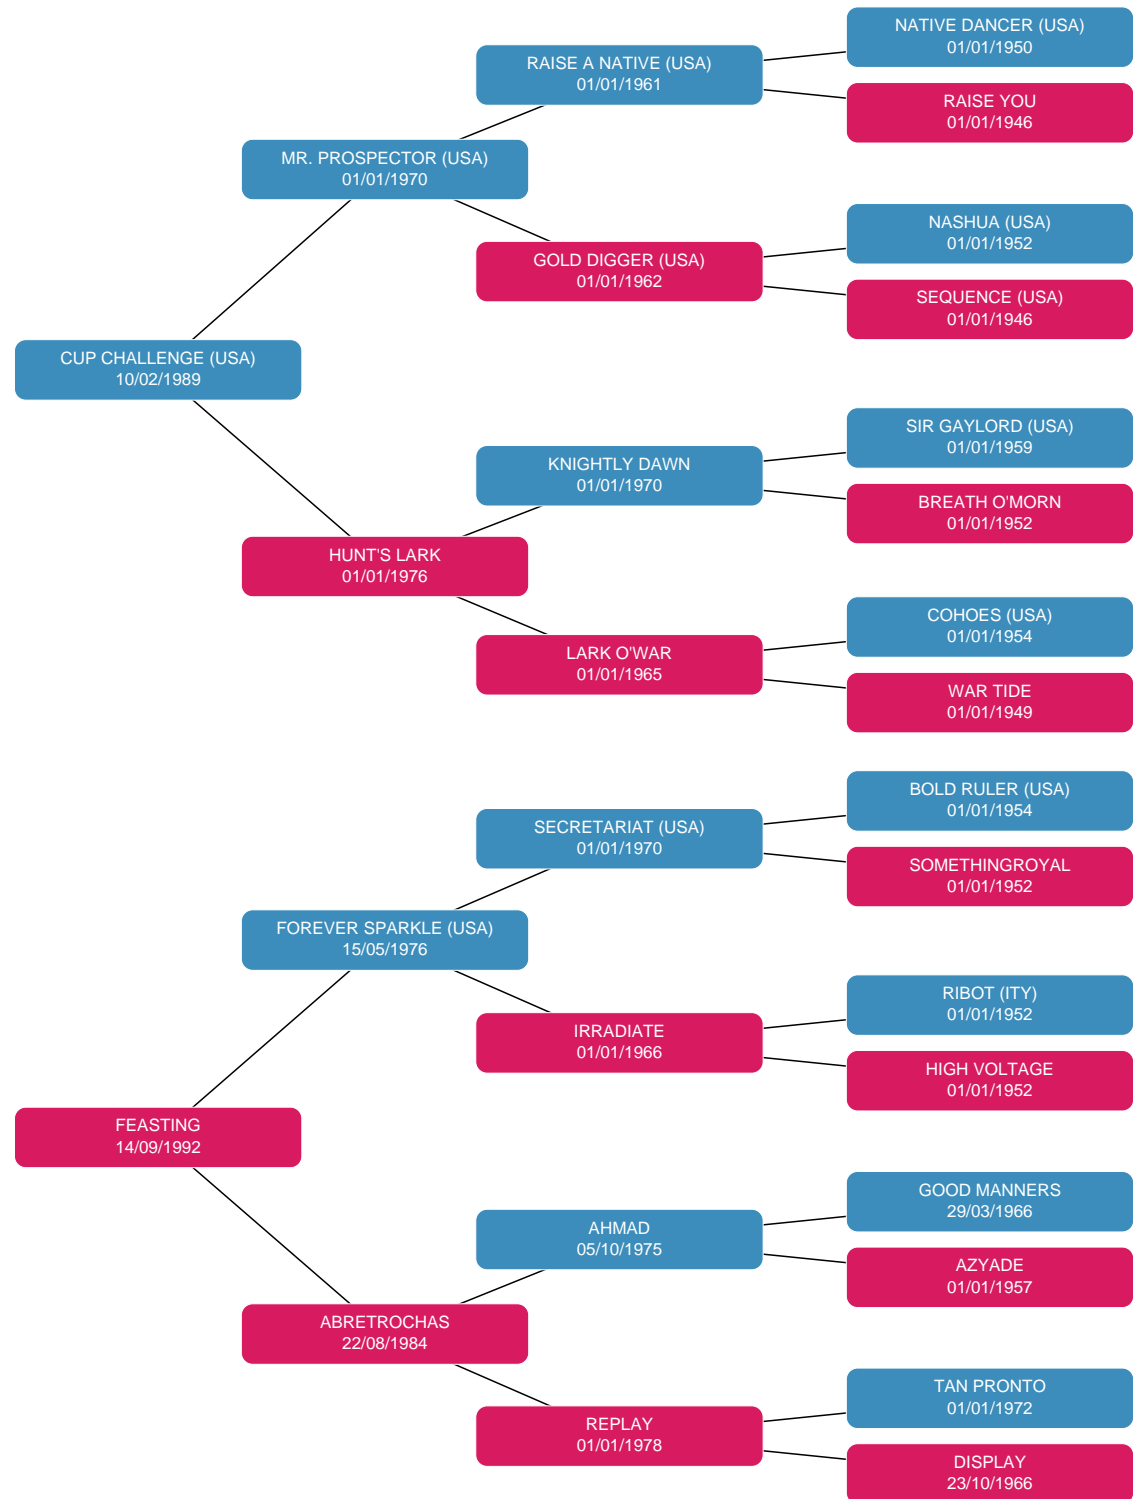 NATIVE DANCER (USA)
01/01/1950
RAISE A NATIVE (USA)
01/01/1961
RAISE YOU
01/01/1946
MR. PROSPECTOR (USA)
01/01/1970
NASHUA (USA)
01/01/1952
GOLD DIGGER (USA)
01/01/1962
SEQUENCE (USA)
01/01/1946
CUP CHALLENGE (USA)
10/02/1989
SIR GAYLORD (USA)
01/01/1959
KNIGHTLY DAWN
01/01/1970
BREATH O'MORN
01/01/1952
HUNT'S LARK
01/01/1976
COHOES (USA)
01/01/1954
LARK O'WAR
01/01/1965
WAR TIDE
01/01/1949
BOLD RULER (USA)
01/01/1954
SECRETARIAT (USA)
01/01/1970
SOMETHINGROYAL
01/01/1952
FOREVER SPARKLE (USA)
15/05/1976
RIBOT (ITY)
01/01/1952
IRRADIATE
01/01/1966
HIGH VOLTAGE
01/01/1952
FEASTING
14/09/1992
GOOD MANNERS
29/03/1966
AHMAD
05/10/1975
AZYADE
01/01/1957
ABRETROCHAS
22/08/1984
TAN PRONTO
01/01/1972
REPLAY
01/01/1978
DISPLAY
23/10/1966